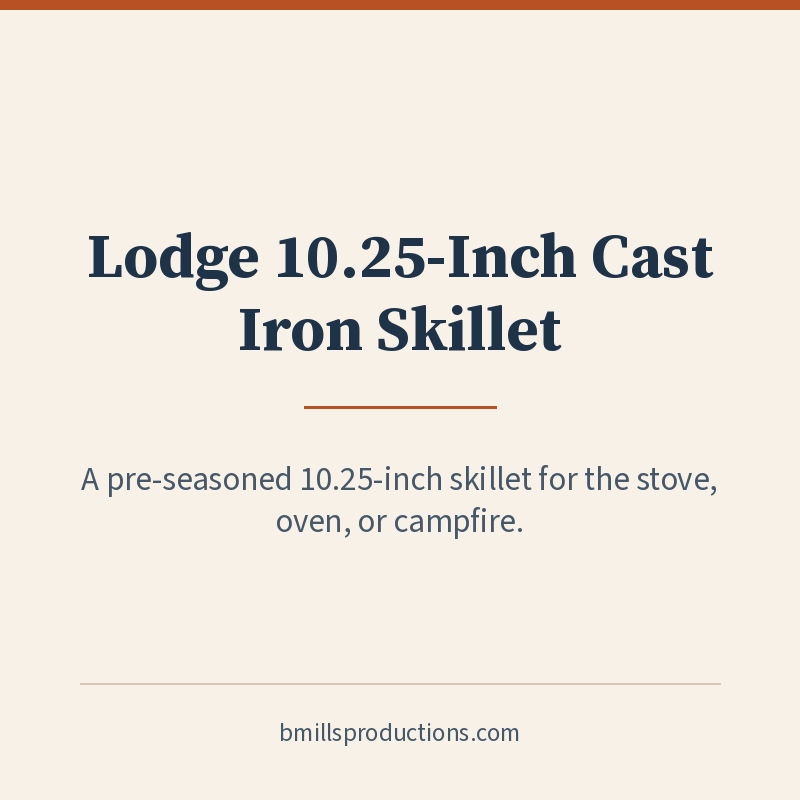 Lodge 10.25-Inch Cast
Iron Skillet
A pre-seasoned 10.25-inch skillet for the stove,
oven, or campfire.
bmillsproductions.com